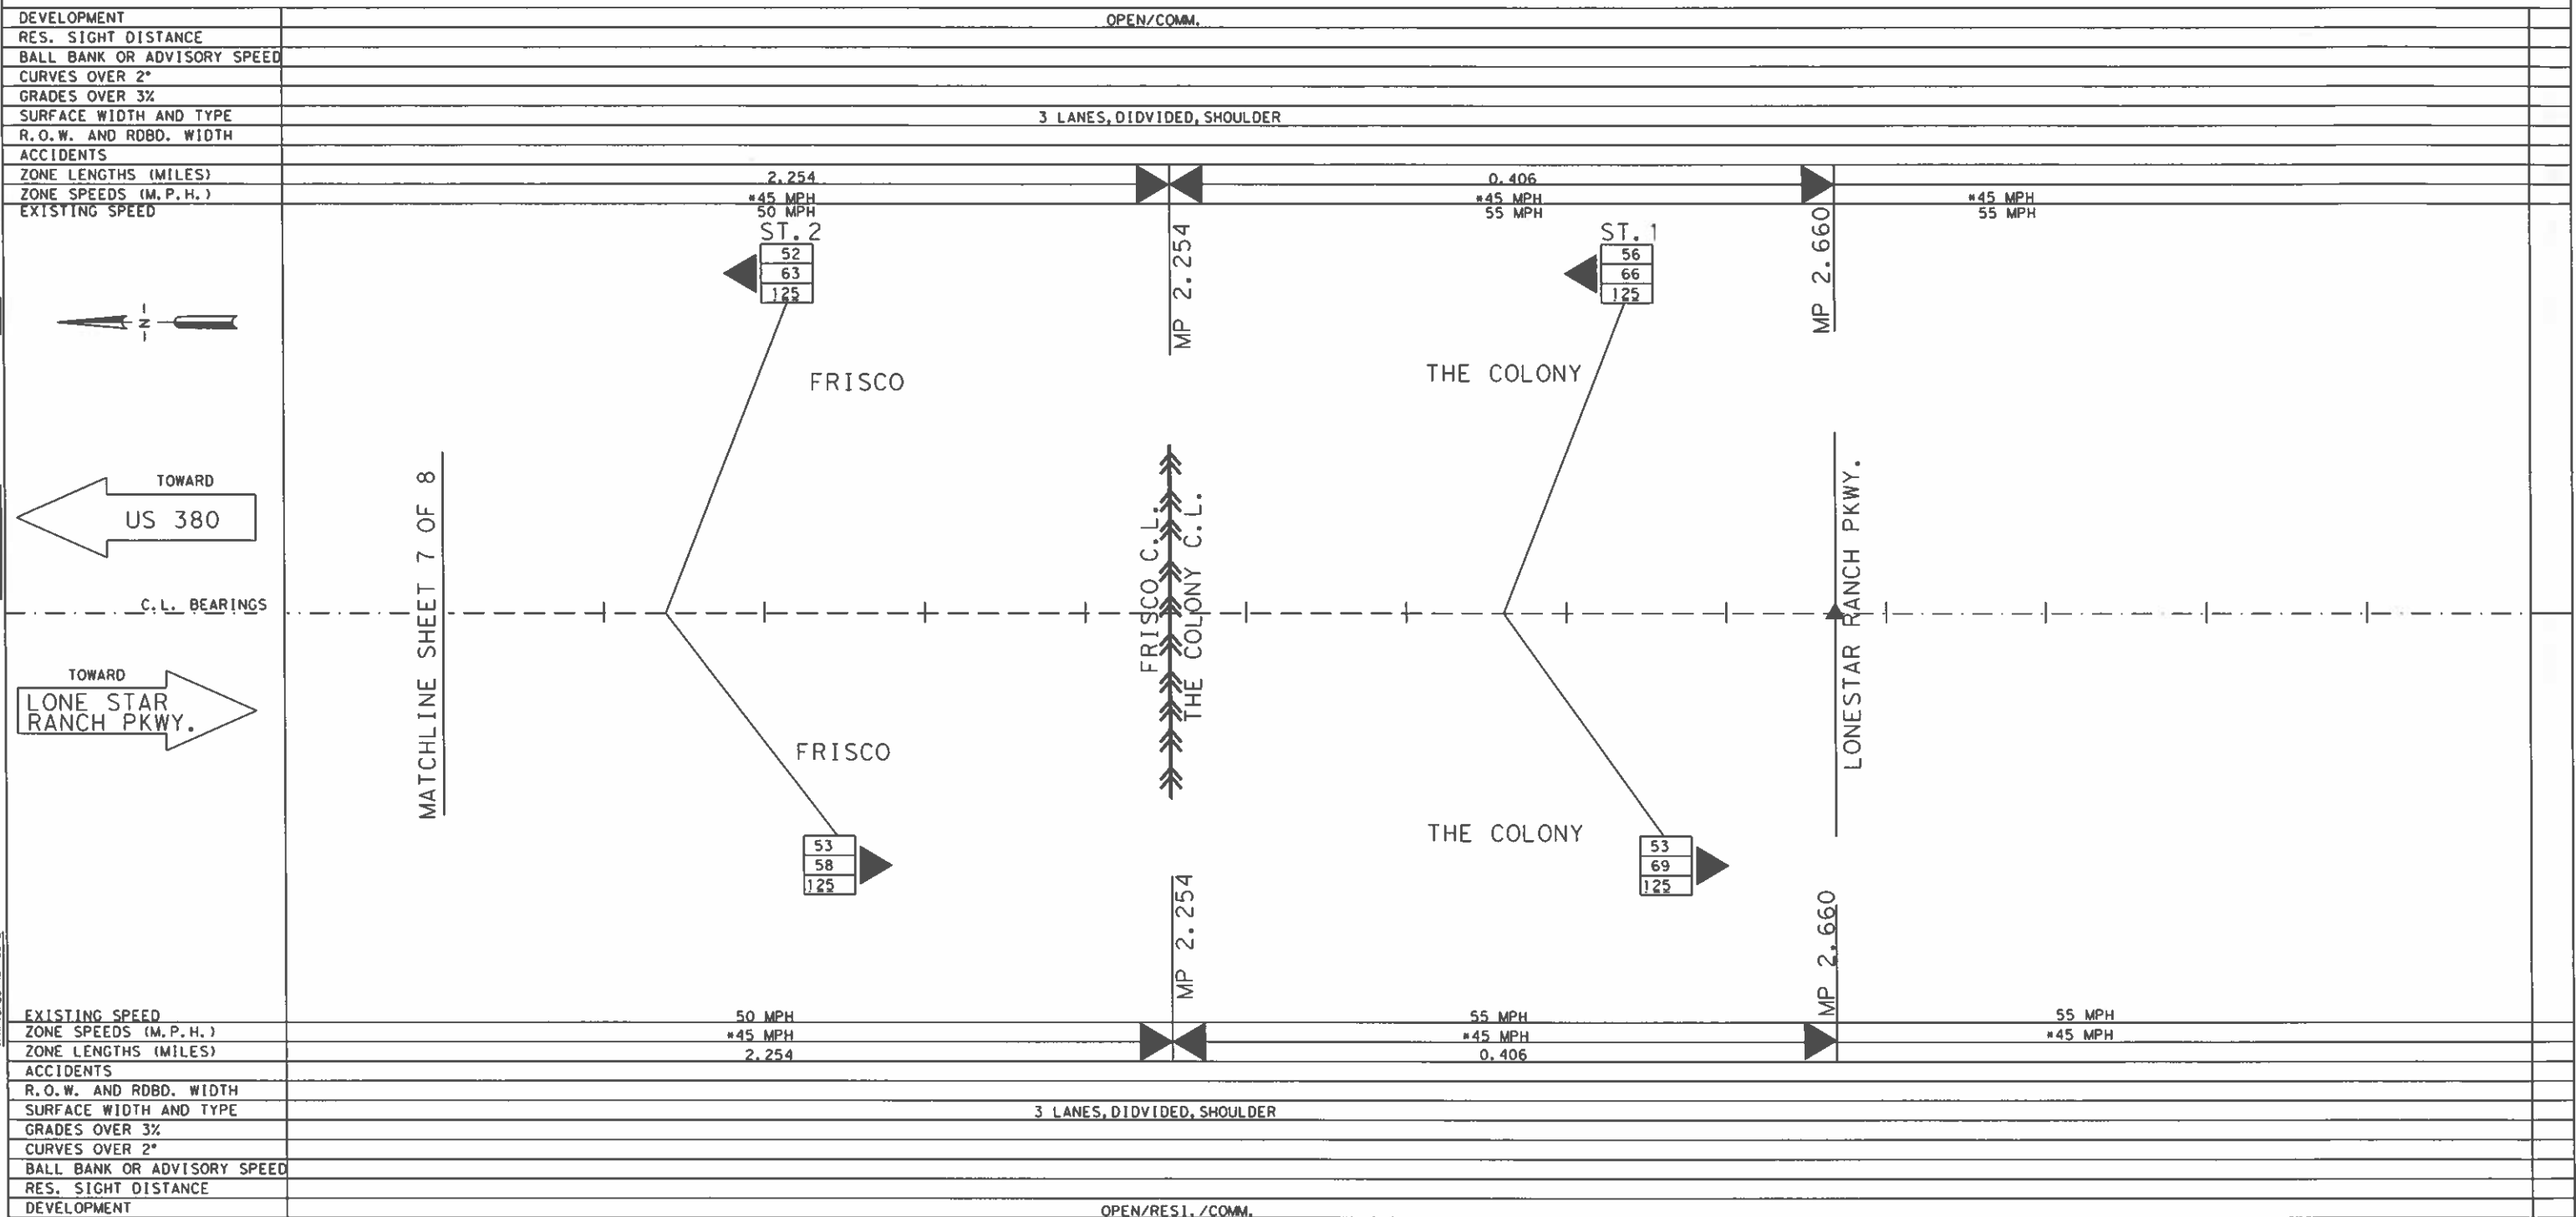 DEVELOPMENT OPEN/COMM.
RES. SIGHT DISTANCE
BALL BANK OR ADVISORY SPEED
CURVES OVER 2°
GRADES OVER 3%
SURFACE WIDTH AND TYPE 3 LANES, DIDVIDED, SHOULDER
R.O.W. AND RDBD. WIDTH
ACCIDENTS
ZONE LENGTHS (MILES) 2.254 0.406
ZONE SPEEDS (M.P.H.) *45 MPH *45 MPH *45 MPH
EXISTING SPEED 50 MPH 55 MPH 55 MPH
ST. 2
52
63
125
MP 2.254
ST. 1
56
66
125
MP 2.660
-N-
FRISCO
THE COLONY
TOWARD
US 380
MATCHLINE SHEET 7 OF 8
FRISCO C.L.
THE COLONY C.L.
LONESTAR RANCH PKWY.
C.L. BEARINGS
TOWARD
LONE STAR
RANCH PKWY.
FRISCO
THE COLONY
53
58
125
MP 2.254
53
69
125
MP 2.660
EXISTING SPEED 50 MPH 55 MPH 55 MPH
ZONE SPEEDS (M.P.H.) *45 MPH *45 MPH *45 MPH
ZONE LENGTHS (MILES) 2.254 0.406
ACCIDENTS
R.O.W. AND RDBD. WIDTH
SURFACE WIDTH AND TYPE 3 LANES, DIDVIDED, SHOULDER
GRADES OVER 3%
CURVES OVER 2°
BALL BANK OR ADVISORY SPEED
RES. SIGHT DISTANCE
DEVELOPMENT OPEN/RESI./COMM.